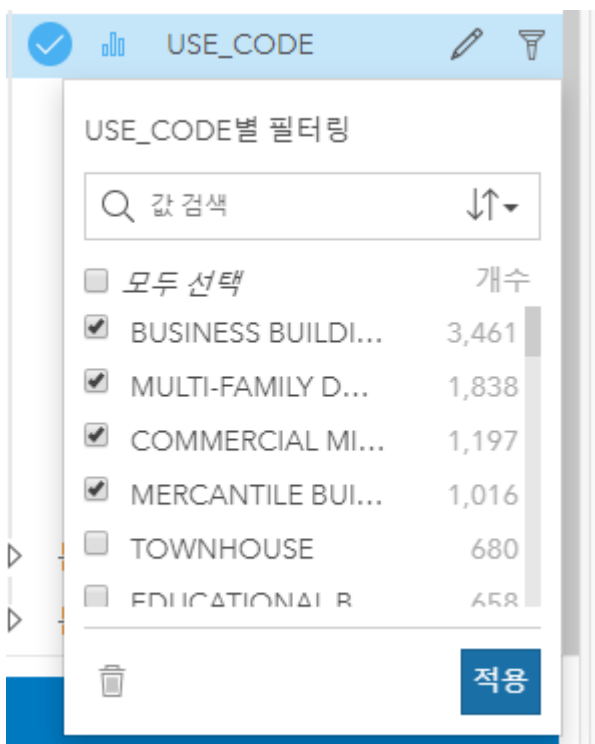 USE_CODE
USE_CODE별 필터링
값 검색
모두 선택 개수
BUSINESS BUILDI... 3,461
MULTI-FAMILY D... 1,838
COMMERCIAL MI... 1,197
MERCANTILE BUI... 1,016
TOWNHOUSE 680
EDUCATIONAL B 658
적용